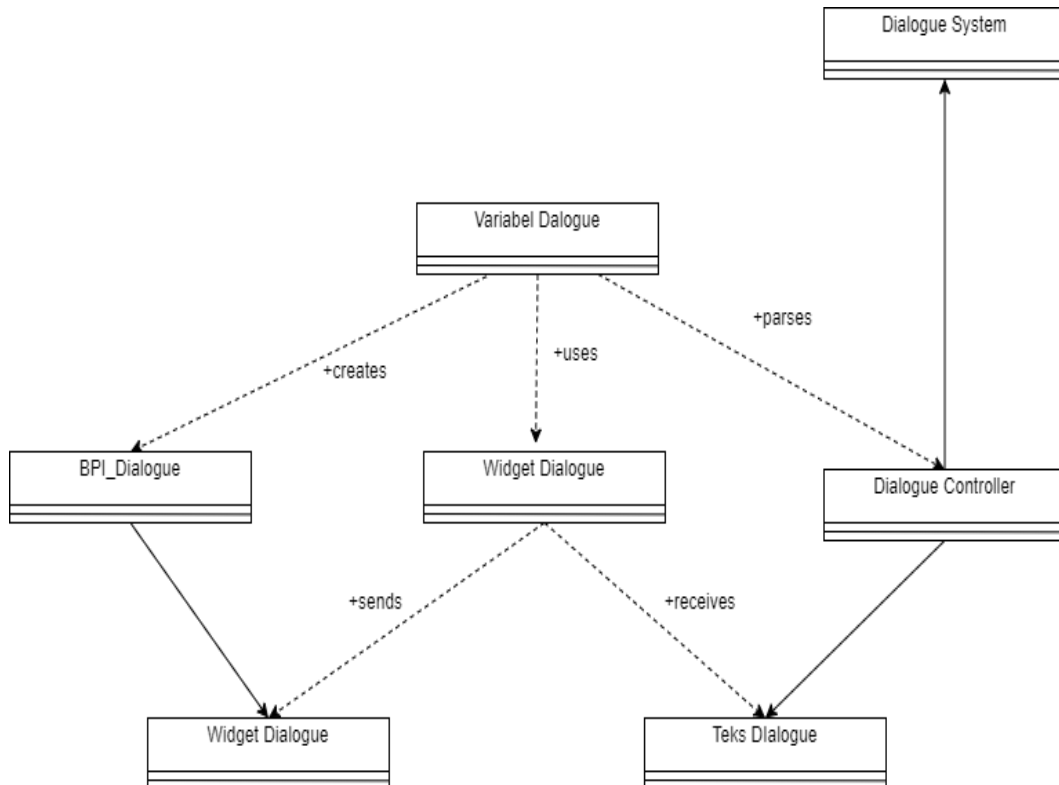 Dialogue System
Variabel Dalogue
+parses
+uses
+creates
BPI_Dialogue
Widget Dialogue
Dialogue Controller
+sends
+receives
Widget Dialogue
Teks DIalogue